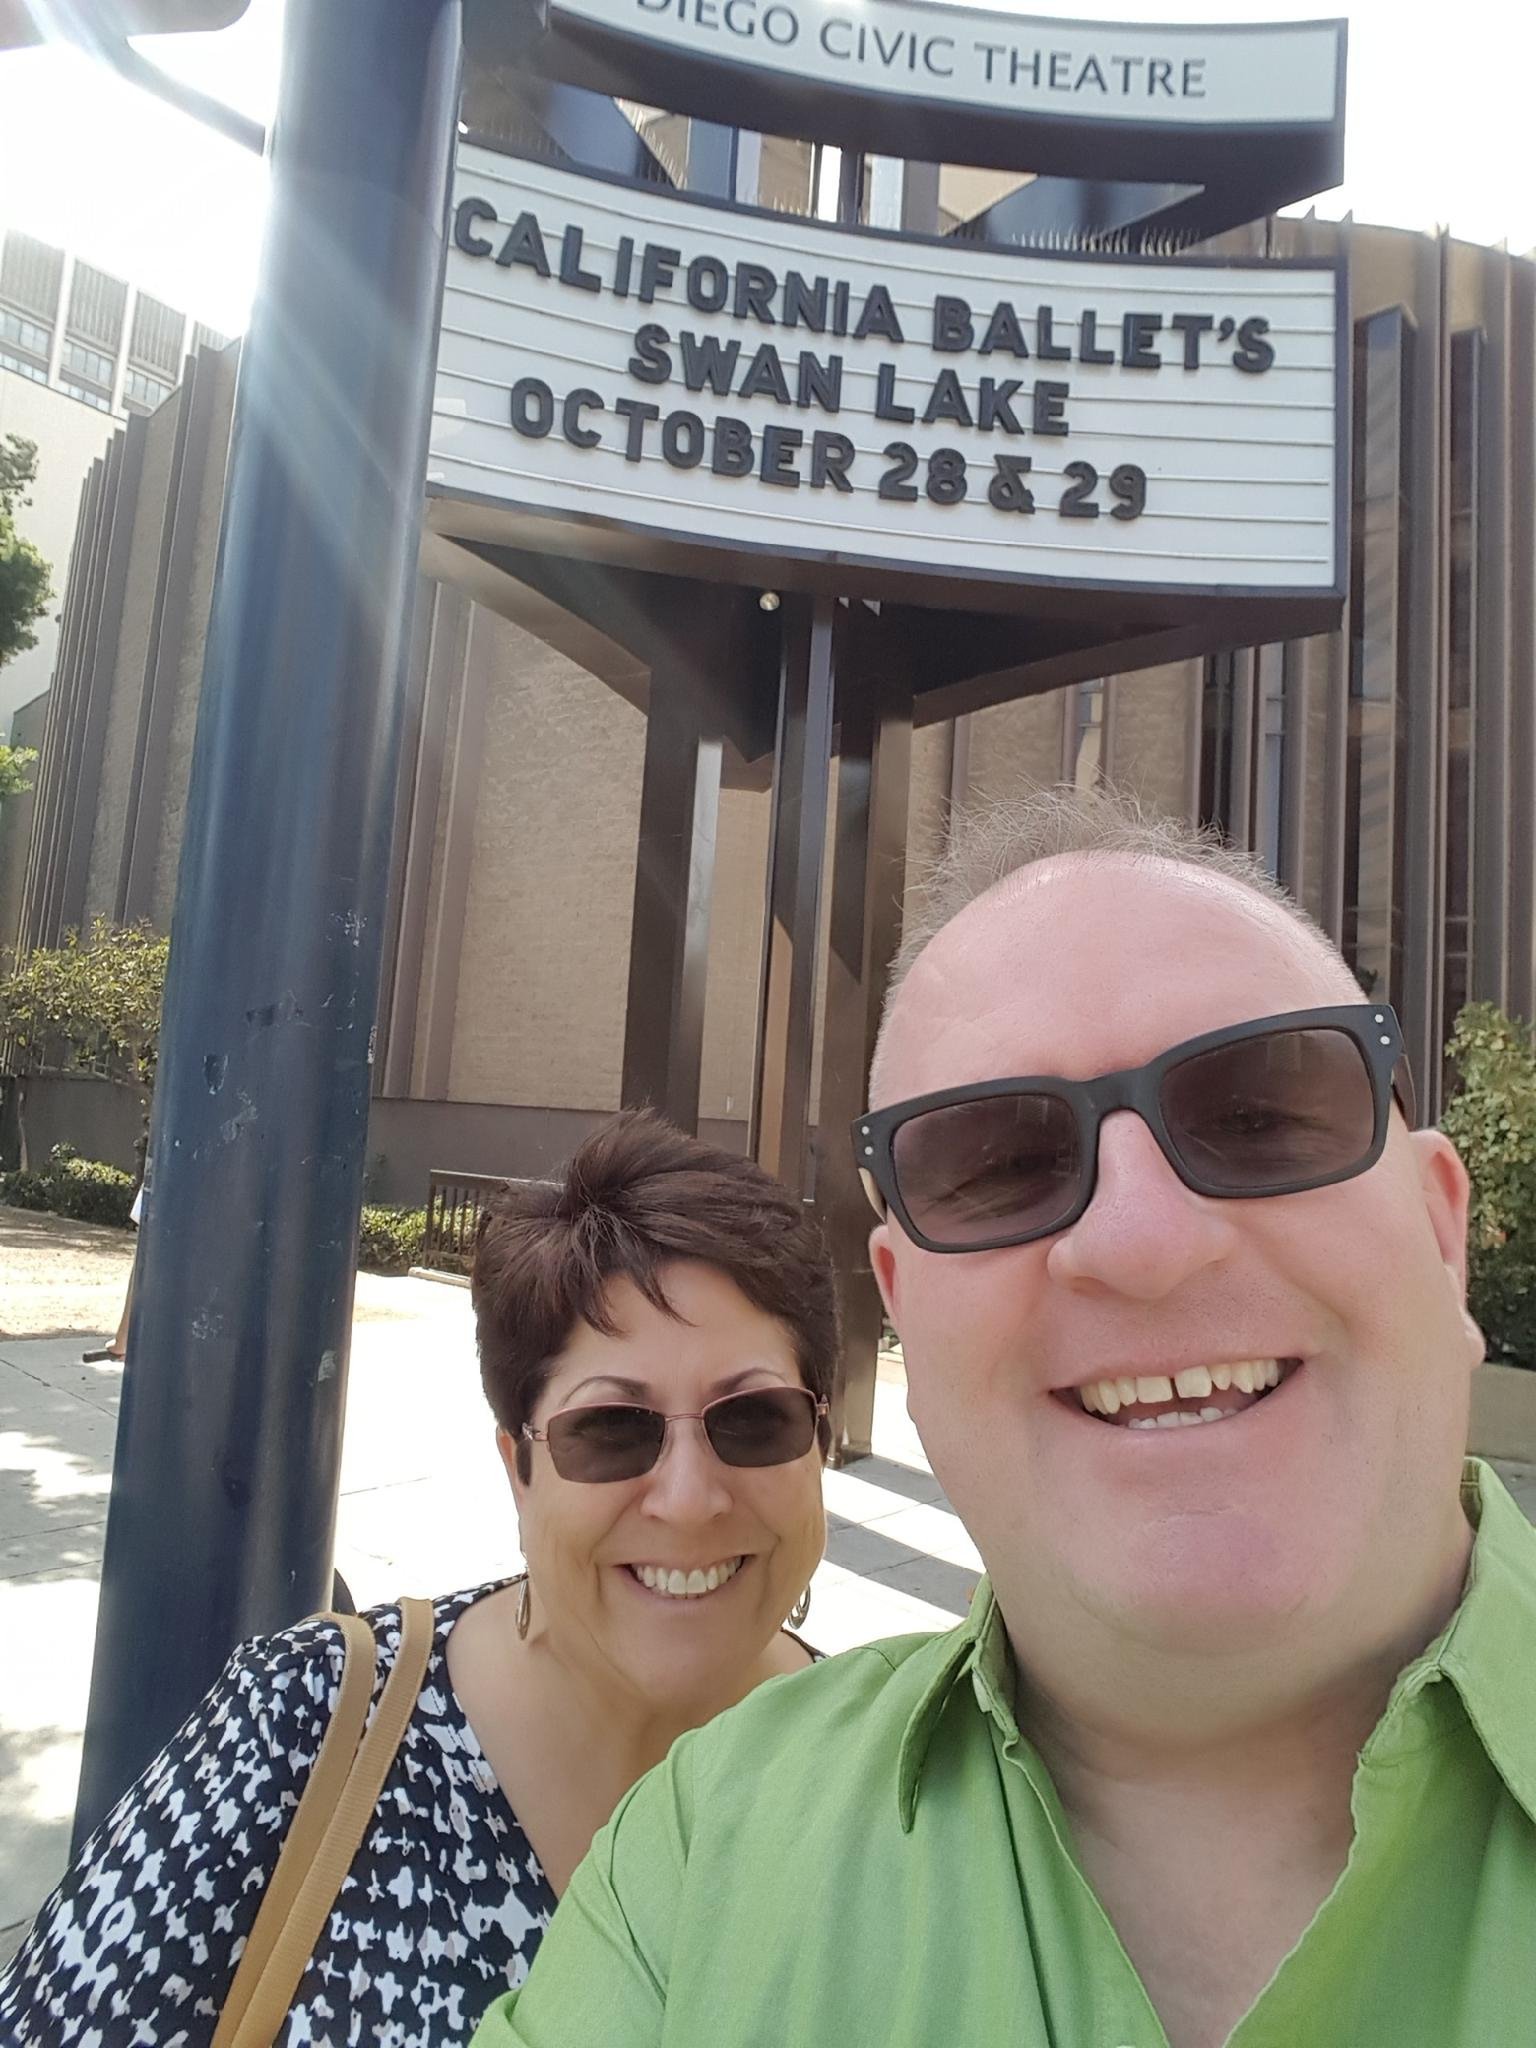 DIEGO CIVIC THEATRE
CALIFORNIA BALLET'S
SWAN LAKE
OCTOBER 28 & 29